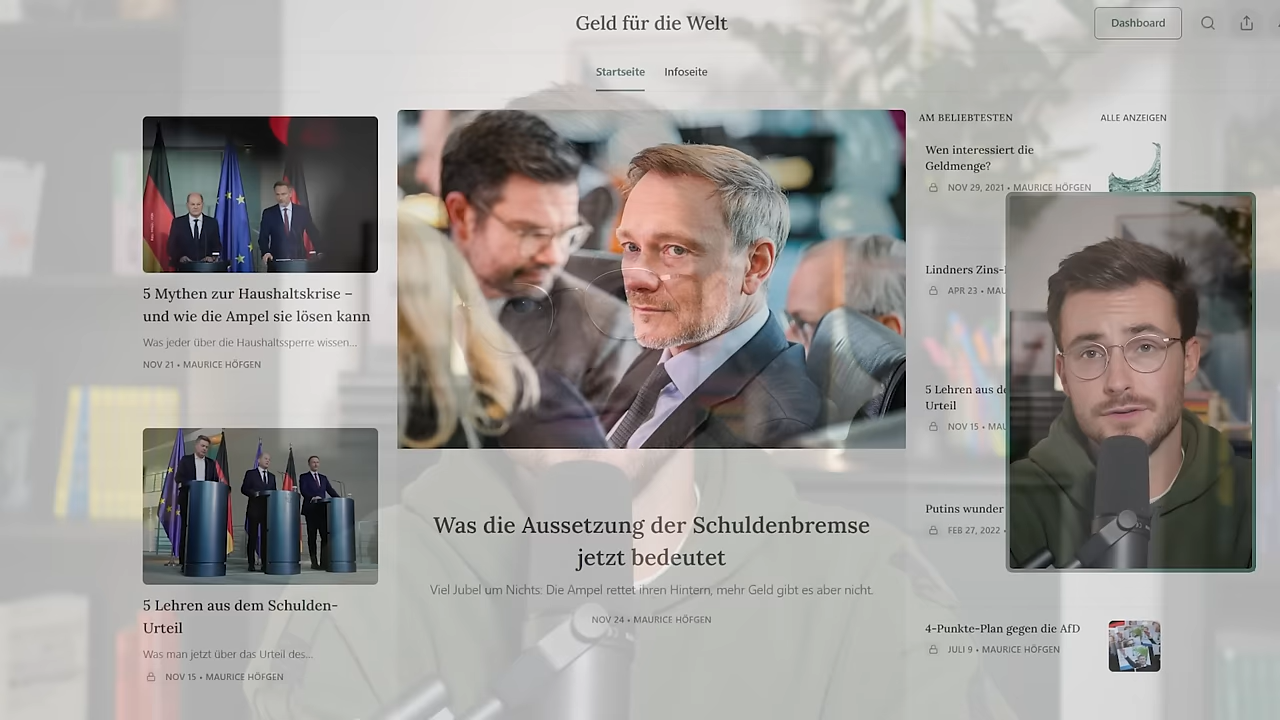 Geld für die Welt
Dashboard
Startseite
Infoseite
5 Mythen zur Haushaltskrise –
und wie die Ampel sie lösen kann
Was jeder über die Haushaltssperre wissen...
NOV 21 • MAURICE HÖFGEN
5 Lehren aus dem Schulden-
Urteil
Was man jetzt über das Urteil des...
NOV 15 • MAURICE HÖFGEN
Was die Aussetzung der Schuldenbremse
jetzt bedeutet
Viel Jubel um Nichts: Die Ampel rettet ihren Hintern, mehr Geld gibt es aber nicht.
NOV 24 • MAURICE HÖFGEN
AM BELIEBTESTEN
ALLE ANZEIGEN
Wen interessiert die
Geldmenge?
NOV 29, 2021 • MAURICE HÖFGEN
Lindners Zins-
APR 23 • MAU
5 Lehren aus de
Urteil
NOV 15 • MAU
Putins wunder
FEB 27, 2022 •
4-Punkte-Plan gegen die AfD
JULI 9 • MAURICE HÖFGEN